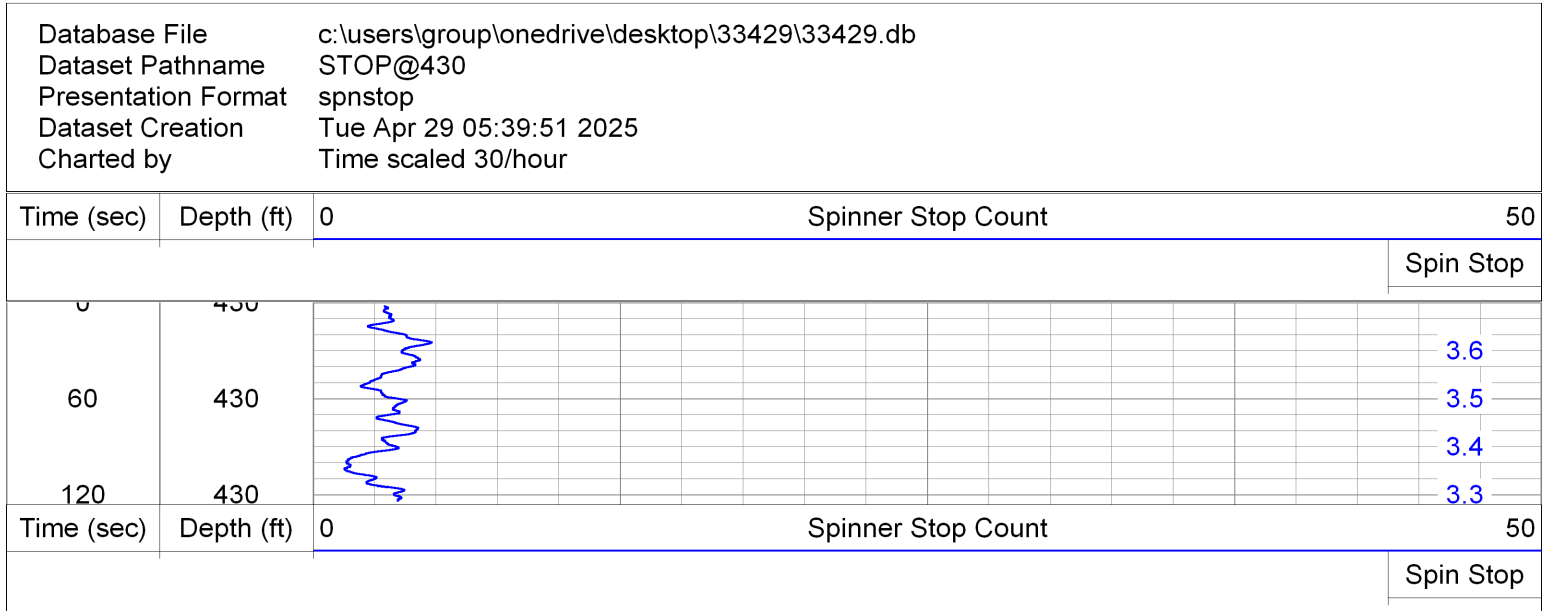 Database File c:\users\group\onedrive\desktop\33429\33429.db
Dataset Pathname STOP@430
Presentation Format spnstop
Dataset Creation Tue Apr 29 05:39:51 2025
Charted by Time scaled 30/hour
Time (sec) Depth (ft) 0 Spinner Stop Count 50
Spin Stop
0 430
3.6
60 430 3.5
3.4
120 430 3.3
Time (sec) Depth (ft) 0 Spinner Stop Count 50
Spin Stop